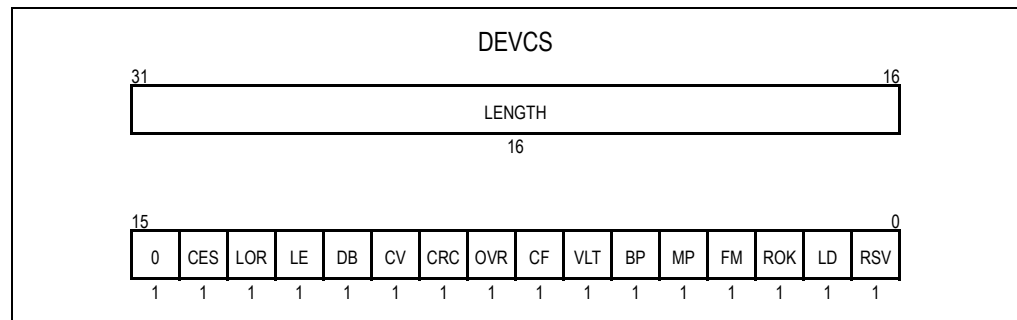 DEVCS
31 16
LENGTH
16
15 0
0 CES LOR LE DB CV CRC OVR CF VLT BP MP FM ROK LD RSV
1 1 1 1 1 1 1 1 1 1 1 1 1 1 1 1